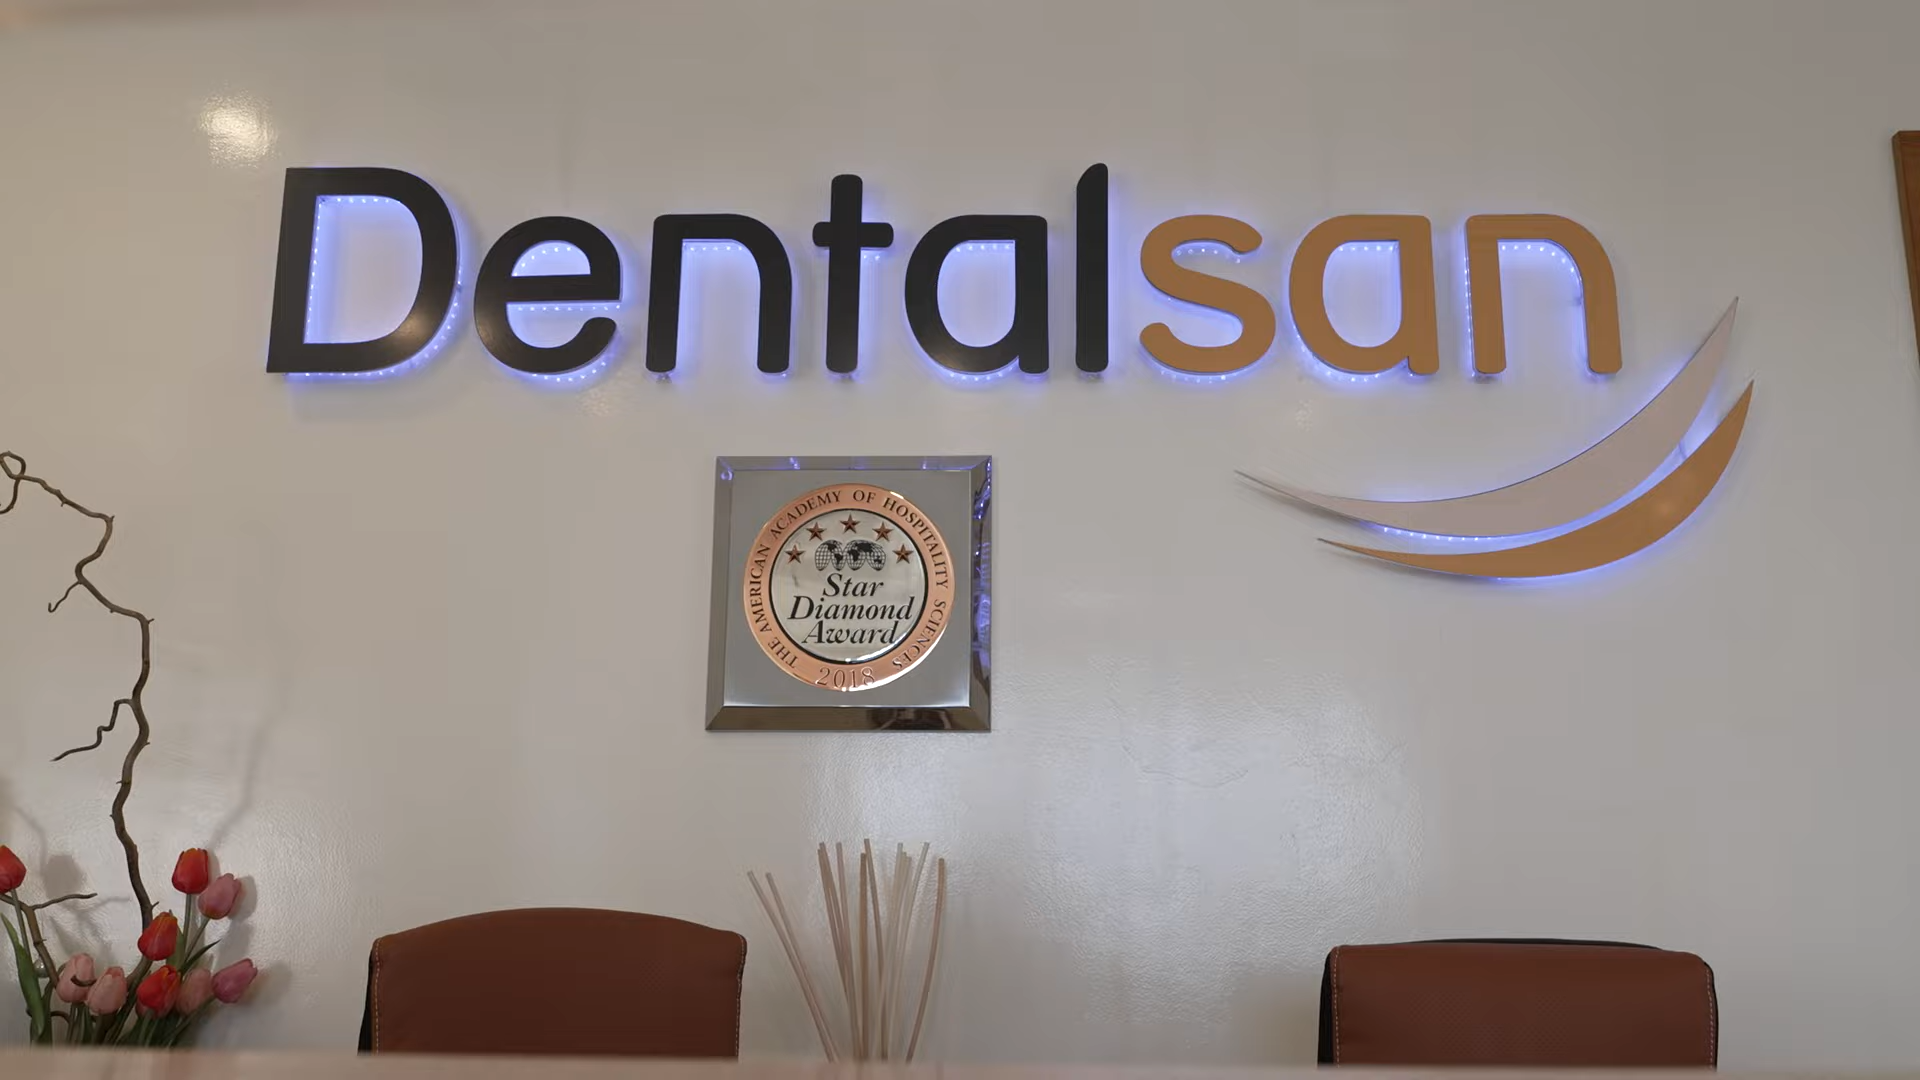 Dentalsan
THE AMERICAN ACADEMY OF HOSPITALITY SCIENCES
Star
Diamond
Award
2018